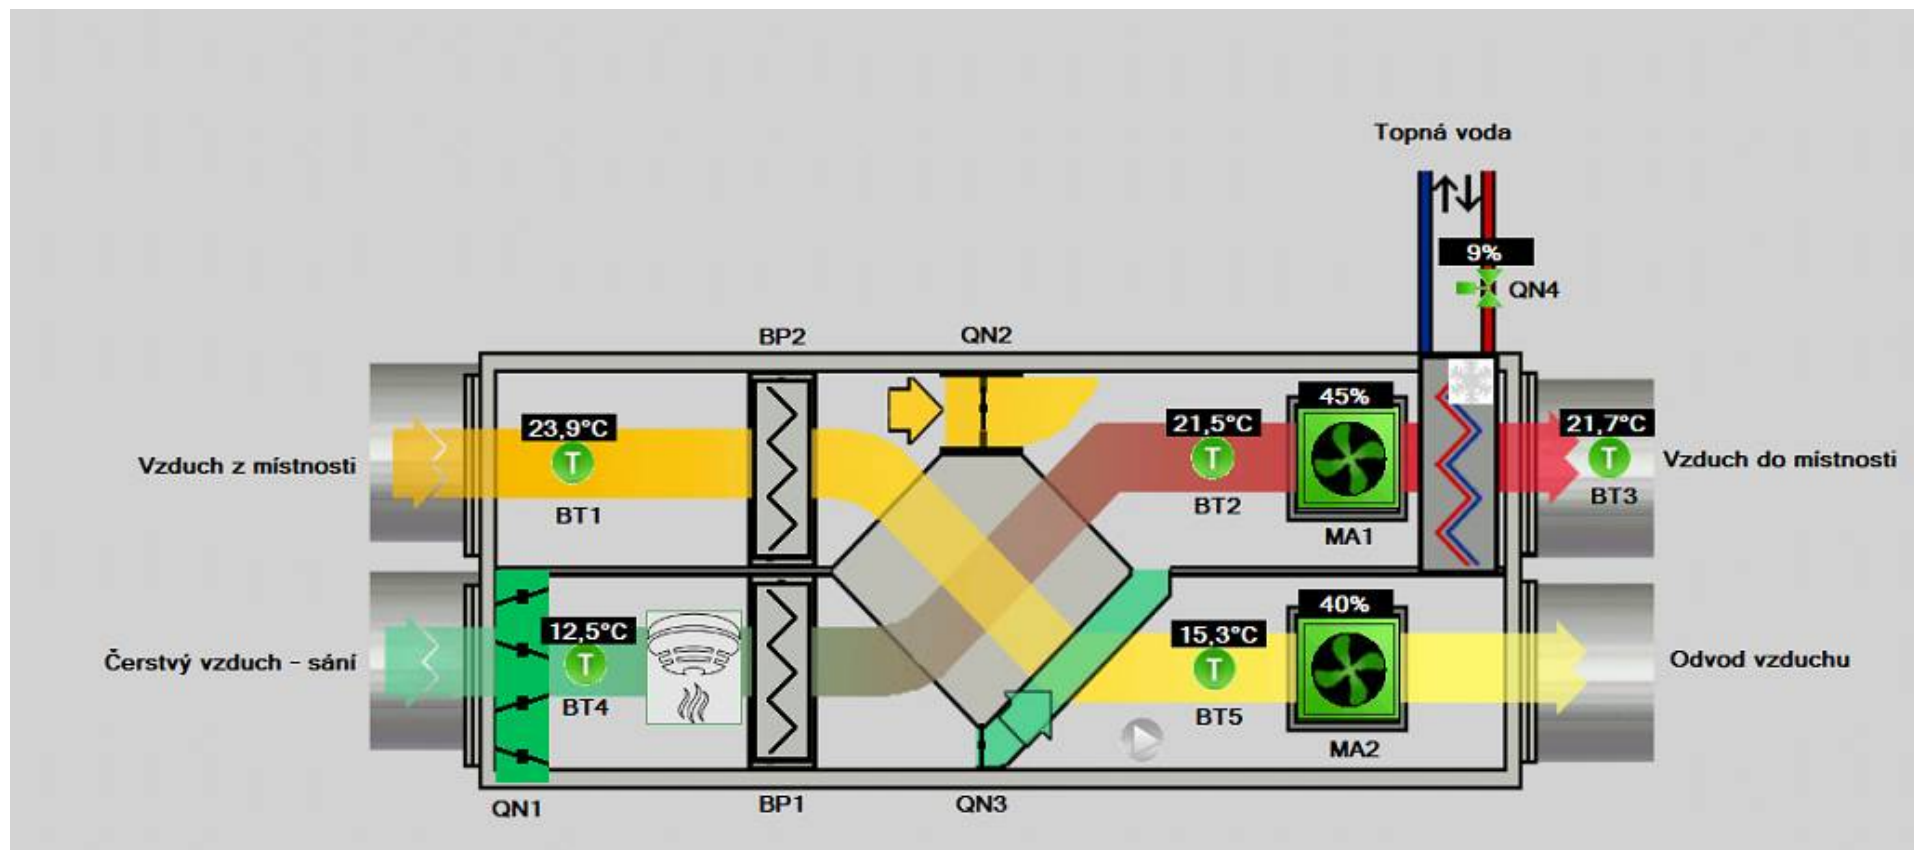 Topná voda
9%
QN4
BP2
QN2
45%
23,9°C
21,5°C
21,7°C
T
T
T
Vzduch z místnosti
Vzduch do místnosti
BT1
BT2
BT3
MA1
40%
12,5°C
15,3°C
T
T
Čerstvý vzduch - sání
Odvod vzduchu
BT4
BT5
MA2
QN1
BP1
QN3